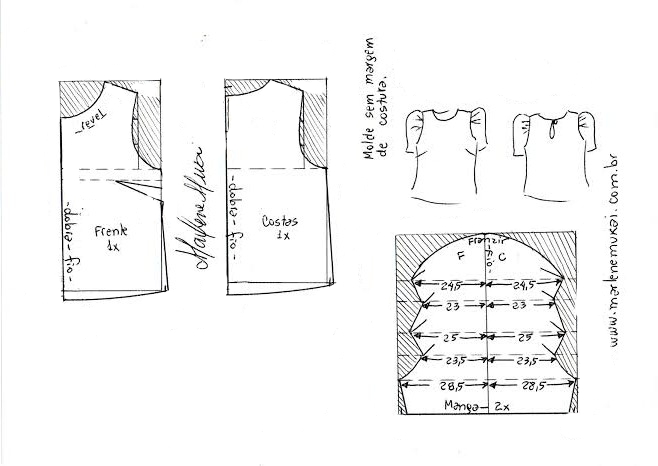 revel
-dobra-fio-
Frente
1x
Marlene Mukai
-dobra-fio-
Costas
1x
Molde sem margem
de costura.
Franzir
F -fio- C
24,5 24,5
23 23
25 25
23,5 23,5
28,5 28,5
Manga 2x
www.marlenemukai.com.br